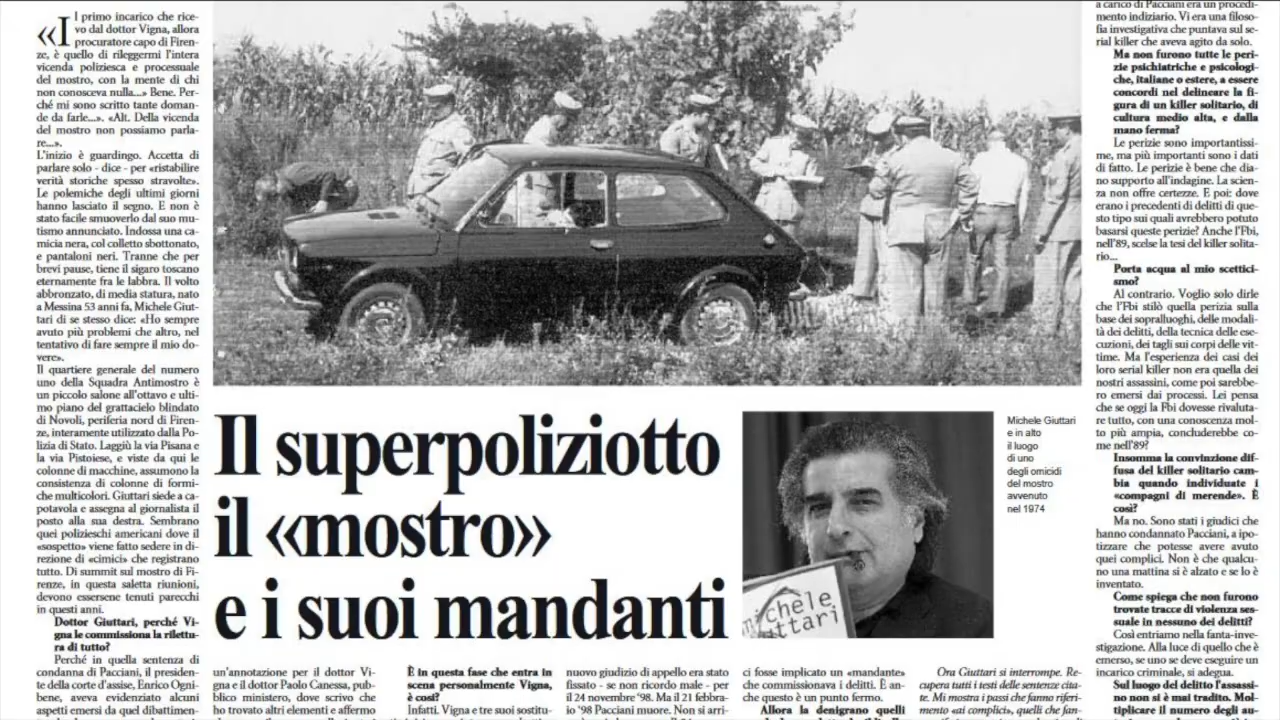 «Il primo incarico che rice-
vo dal dottor Vigna, allora
procuratore capo di Firen-
ze, è quello di rileggermi l'intera
vicenda poliziesca e processuale
del mostro, con la mente di chi
non conosceva nulla...» Bene. Per-
ché mi sono scritto tante doman-
de da farle...». «Alt. Della vicenda
del mostro non possiamo parla-
re...».
L'inizio è guardingo. Accetta di
parlare solo - dice - per «ristabilire
verità storiche spesso stravolte».
Le polemiche degli ultimi giorni
hanno lasciato il segno. E non è
stato facile smuoverlo dal suo mu-
tismo annunciato. Indossa una ca-
micia nera, col colletto sbottonato,
e pantaloni neri. Tranne che per
brevi pause, tiene il sigaro toscano
eternamente fra le labbra. Il volto
abbronzato, di media statura, nato
a Messina 53 anni fa, Michele Giut-
tari di se stesso dice: «Ho sempre
avuto più problemi che altro, nel
tentativo di fare sempre il mio do-
vere».
Il quartiere generale del numero
uno della Squadra Antimostro è
un piccolo salone all'ottavo e ulti-
mo piano del grattacielo blindato
di Novoli, periferia nord di Firen-
ze, interamente utilizzato dalla Po-
lizia di Stato. Laggiù la via Pisana e
la via Pistoiese, e viste da qui le
colonne di macchine, assumono la
consistenza di colonne di formi-
che multicolori. Giuttari siede a ca-
potavola e assegna al giornalista il
posto alla sua destra. Sembrano
quei polizieschi americani dove il
«sospetto» viene fatto sedere in di-
rezione di «cimici» che registrano
tutto. Di summit sul mostro di Fi-
renze, in questa saletta riunioni,
devono essersene tenuti parecchi
in questi anni.
Dottor Giuttari, perché Vi-
gna le commissiona la rilettu-
ra di tutto?
Perché in quella sentenza di
condanna di Pacciani, il presiden-
te della corte d'assise, Enrico Ogni-
bene, aveva evidenziato alcuni
aspetti emersi da quel dibattimen-
Il superpoliziotto
il «mostro»
e i suoi mandanti
michele
giuttari
Michele Giuttari
e in alto
il luogo
di uno
degli omicidi
del mostro
avvenuto
nel 1974
un'annotazione per il dottor Vi-
gna e il dottor Paolo Canessa, pub-
blico ministero, dove scrivo che
ho trovato altri elementi e affermo
È in questa fase che entra in
scena personalmente Vigna,
è così?
Infatti. Vigna e tre suoi sostitu-
nuovo giudizio di appello era stato
fissato - se non ricordo male - per
il 24 novembre '98. Ma il 21 febbra-
io '98 Pacciani muore. Non si arri-
ci fosse implicato un «mandante»
che commissionava i delitti. È an-
che questo è un punto fermo.
Allora la denigrano quelli
Ora Giuttari si interrompe. Re-
cupera tutti i testi delle sentenze cita-
te. Mi mostra i passi che fanno riferi-
mento «ai complici», quelli che fan-
a carico di Pacciani era un procedi-
mento indiziario. Vi era una filoso-
fia investigativa che puntava sul se-
rial killer che aveva agito da solo.
Ma non furono tutte le peri-
zie psichiatriche e psicologi-
che, italiane o estere, a essere
concordi nel delineare la fi-
gura di un killer solitario, di
cultura medio alta, e dalla
mano ferma?
Le perizie sono importantissi-
me, ma più importanti sono i dati
di fatto. Le perizie è bene che dia-
no supporto all'indagine. La scien-
za non offre certezze. E poi: dove
erano i precedenti di delitti di que-
sto tipo sui quali avrebbero potuto
basarsi queste perizie? Anche l'Fbi,
nell'89, scelse la tesi del killer solita-
rio...
Porta acqua al mio scettici-
smo?
Al contrario. Voglio solo dirle
che l'Fbi stilò quella perizia sulla
base dei sopralluoghi, delle modali-
tà dei delitti, della tecnica delle ese-
cuzioni, dei tagli sui corpi delle vit-
time. Ma l'esperienza dei casi dei
loro serial killer non era quella dei
nostri assassini, come poi sarebbe-
ro emersi dai processi. Lei pensa
che se oggi la Fbi dovesse rivaluta-
re tutto, con una conoscenza mol-
to più ampia, concluderebbe co-
me nell'89?
Insomma la convinzione dif-
fusa del killer solitario cam-
bia quando individuate i
«compagni di merende». È
così?
Ma no. Sono stati i giudici che
hanno condannato Pacciani, a ipo-
tizzare che potesse avere avuto
quei complici. Non è che qualcu-
no una mattina si è alzato e se lo è
inventato.
Come spiega che non furono
trovate tracce di violenza ses-
suale in nessuno dei delitti?
Così entriamo nella fanta-inve-
stigazione. Alla luce di quello che è
emerso, se uno se deve eseguire un
incarico criminale, si adegua.
Sul luogo del delitto l'assassi-
no non si è mai tradito. Mol-
tiplicare il numero degli au-